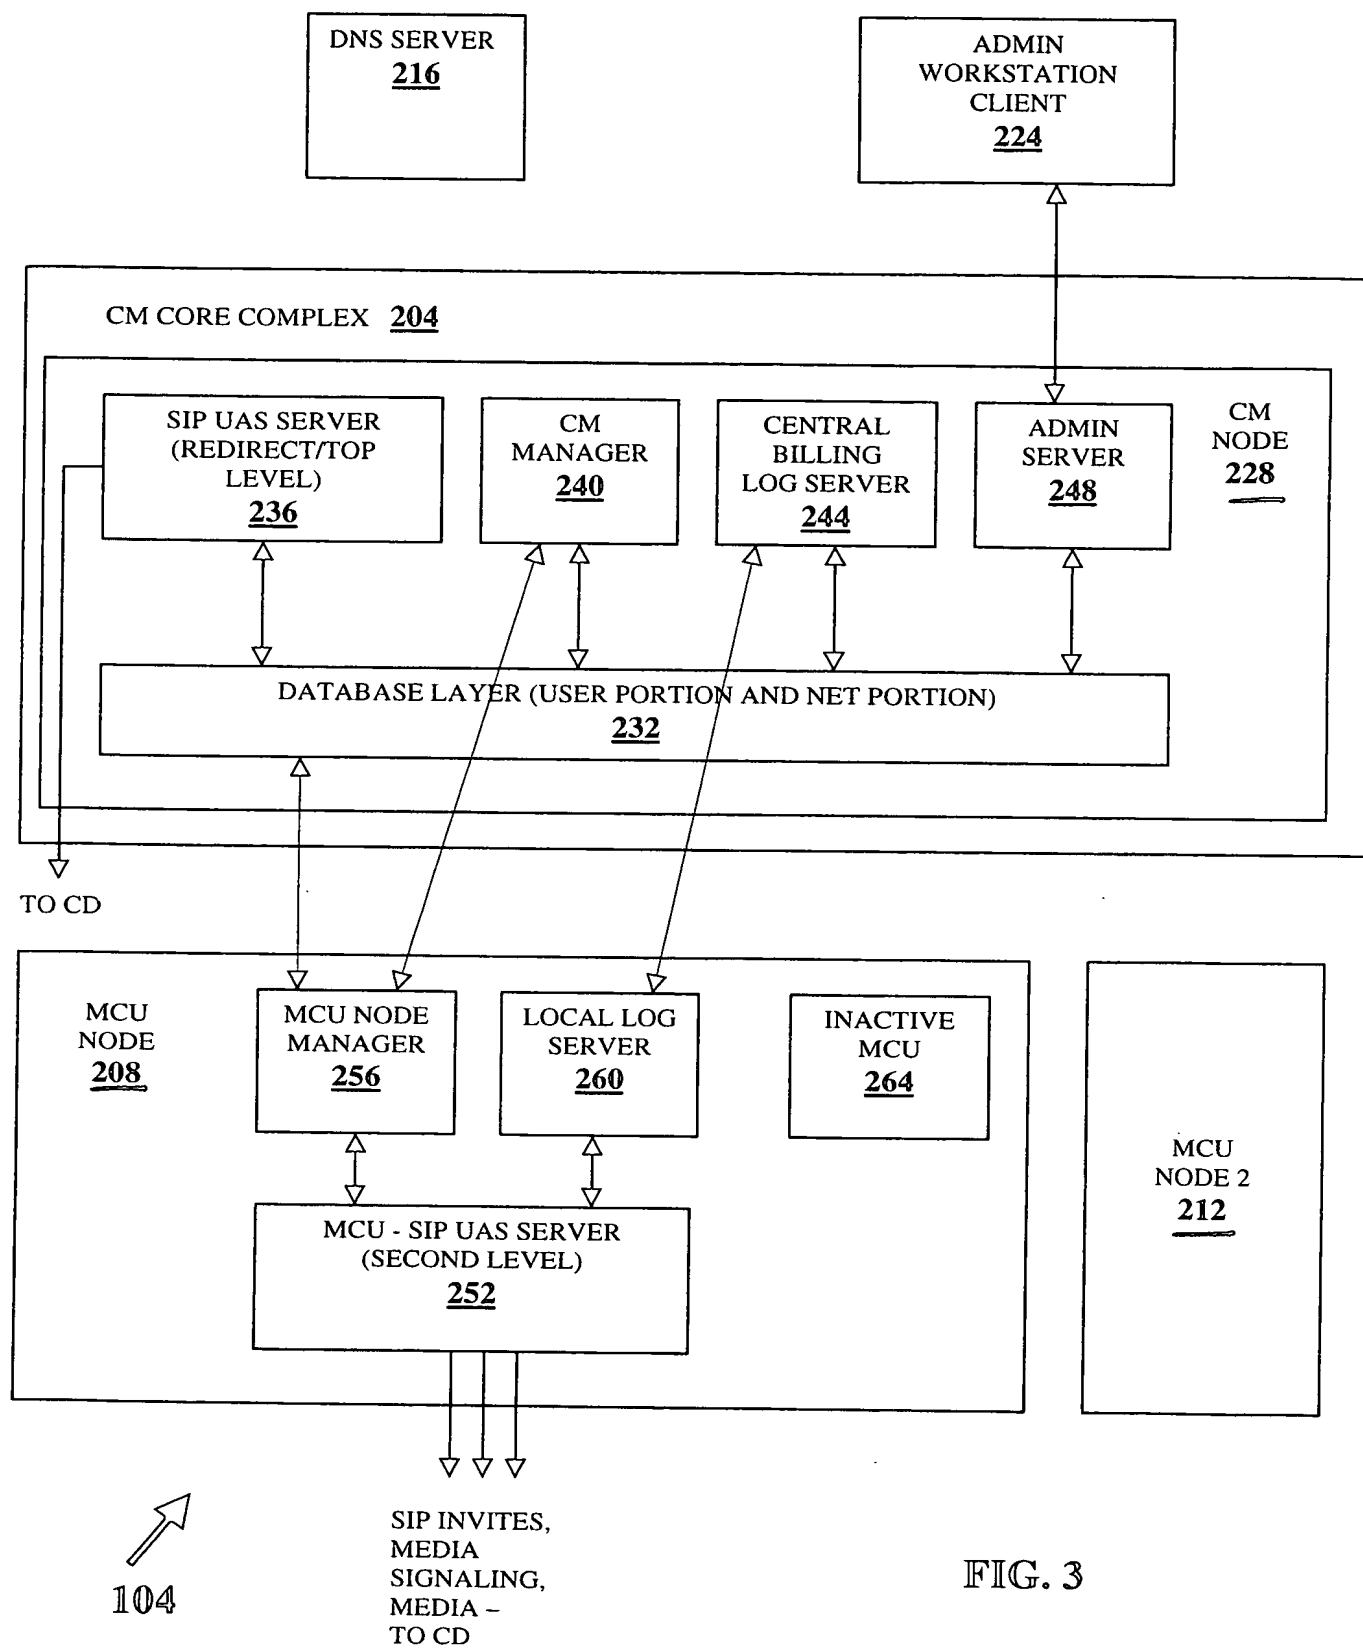 DNS SERVER
216
ADMIN
WORKSTATION
CLIENT
224
CM CORE COMPLEX 204
SIP UAS SERVER
(REDIRECT/TOP
LEVEL)
236
CM
MANAGER
240
CENTRAL
BILLING
LOG SERVER
244
ADMIN
SERVER
248
CM
NODE
228
DATABASE LAYER (USER PORTION AND NET PORTION)
232
TO CD
MCU
NODE
208
MCU NODE
MANAGER
256
LOCAL LOG
SERVER
260
INACTIVE
MCU
264
MCU
NODE 2
212
MCU - SIP UAS SERVER
(SECOND LEVEL)
252
SIP INVITES,
MEDIA
SIGNALING,
MEDIA –
TO CD
104
FIG. 3